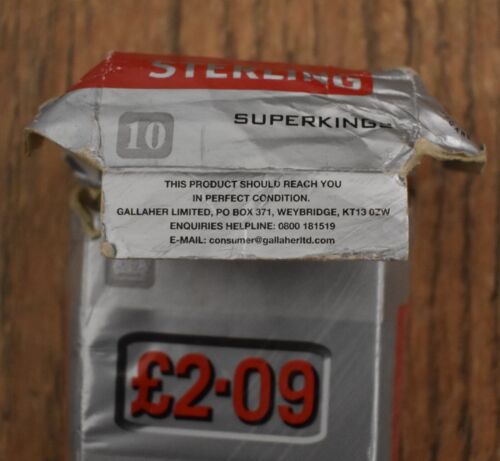 STERLING
10
SUPERKINGS
THIS PRODUCT SHOULD REACH YOU
IN PERFECT CONDITION.
GALLAHER LIMITED, PO BOX 371, WEYBRIDGE, KT13 0ZW
ENQUIRIES HELPLINE: 0800 181519
E-MAIL: consumer@gallaherltd.com
£2·09